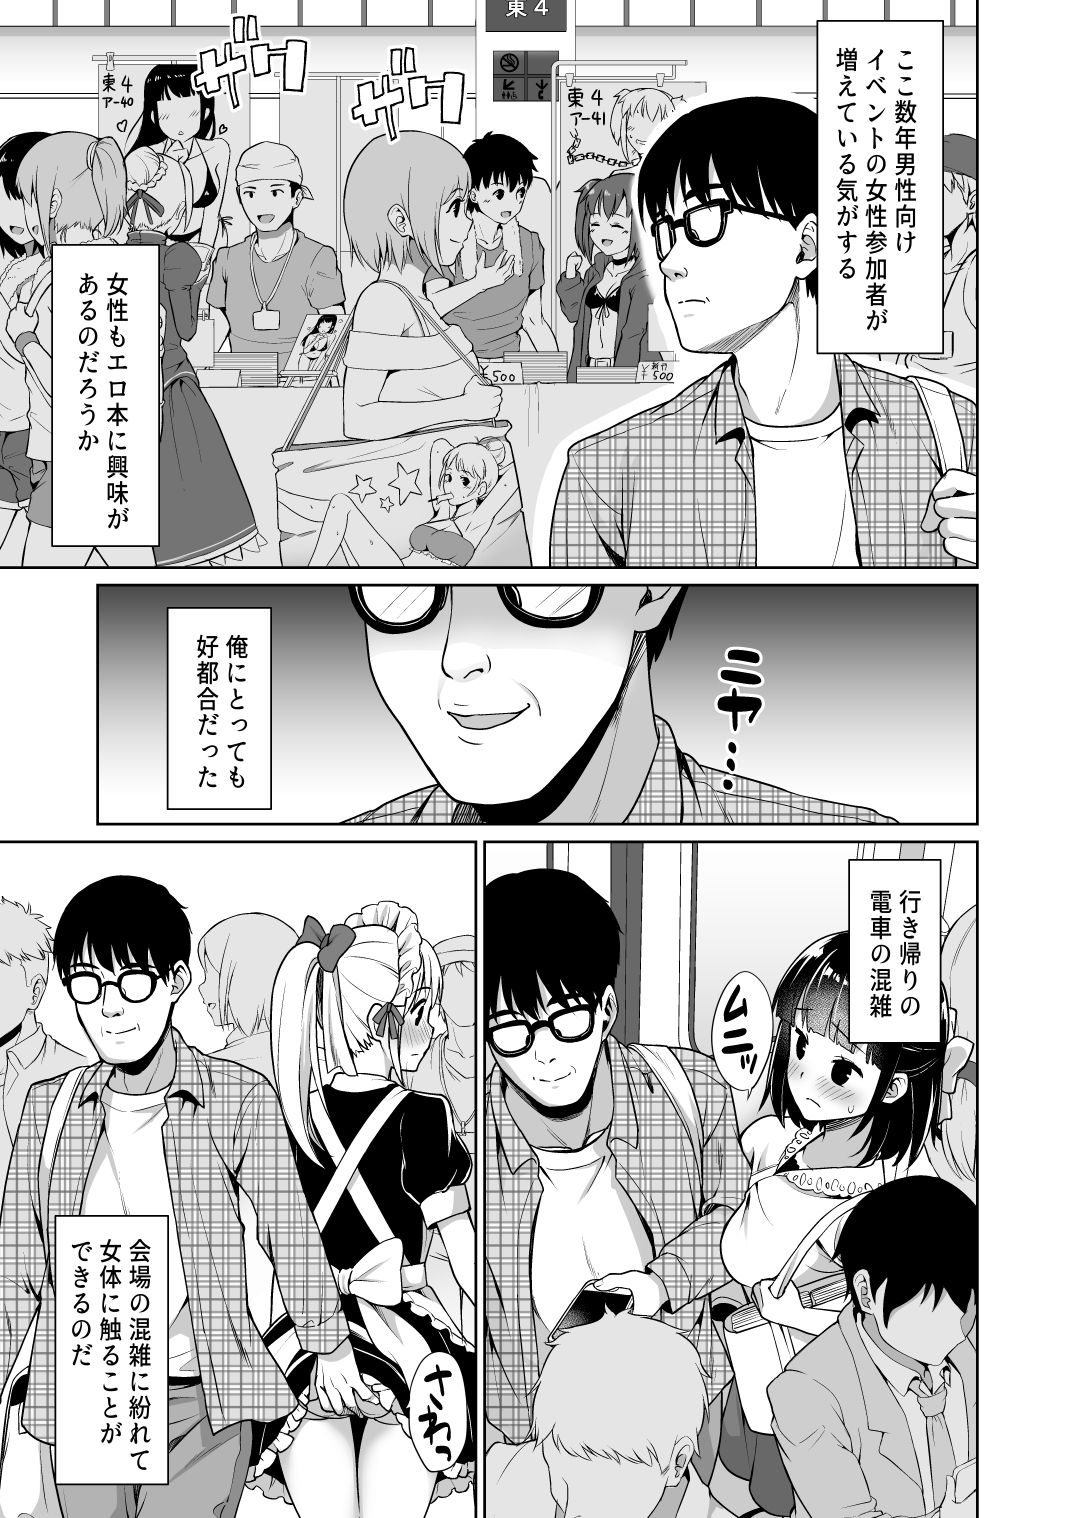 東4
ここ数年男性向け
イベントの女性参加者が
増えている気がする
ザワ
ザワ
東4
ア-41
東4
ア-40
¥500
新刊
¥500
女性もエロ本に興味が
あるのだろうか
ニヤ…
俺にとっても
好都合だった
行き帰りの
電車の混雑
ムニッ
会場の混雑に紛れて
女体に触ることが
できるのだ
さわっ